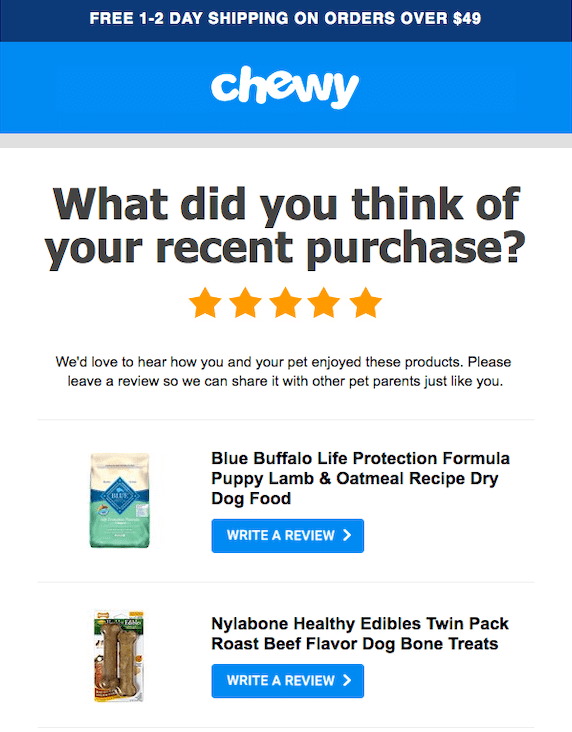 FREE 1-2 DAY SHIPPING ON ORDERS OVER $49
chewy
What did you think of
your recent purchase?
We'd love to hear how you and your pet enjoyed these products. Please
leave a review so we can share it with other pet parents just like you.
Blue Buffalo Life Protection Formula
Puppy Lamb & Oatmeal Recipe Dry
Dog Food
BLUE
WRITE A REVIEW
Nylabone Healthy Edibles Twin Pack
Roast Beef Flavor Dog Bone Treats
Edibles
WRITE A REVIEW